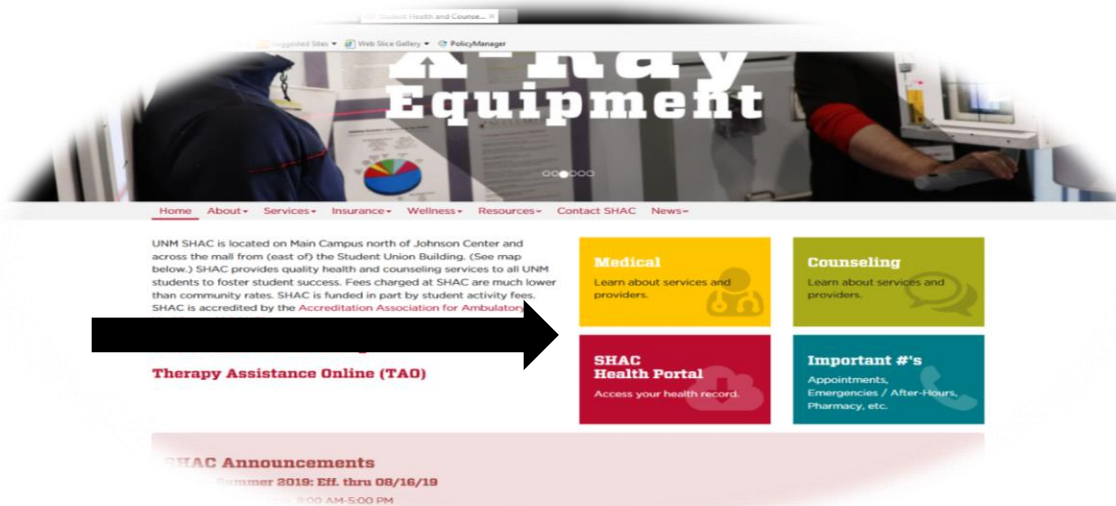 Student Health and Counse...
Suggested Sites Web Slice Gallery PolicyManager
X-Ray
Equipment
Home About Services Insurance Wellness Resources Contact SHAC News
UNM SHAC is located on Main Campus north of Johnson Center and
across the mall from (east of) the Student Union Building. (See map
below.) SHAC provides quality health and counseling services to all UNM
students to foster student success. Fees charged at SHAC are much lower
than community rates. SHAC is funded in part by student activity fees.
SHAC is accredited by the Accreditation Association for Ambulatory
Therapy Assistance Online (TAO)
Medical
Learn about services and
providers.
Counseling
Learn about services and
providers.
SHAC
Health Portal
Access your health record.
Important #'s
Appointments,
Emergencies / After-Hours,
Pharmacy, etc.
SHAC Announcements
Summer 2019: Eff. thru 08/16/19
8:00 AM-5:00 PM